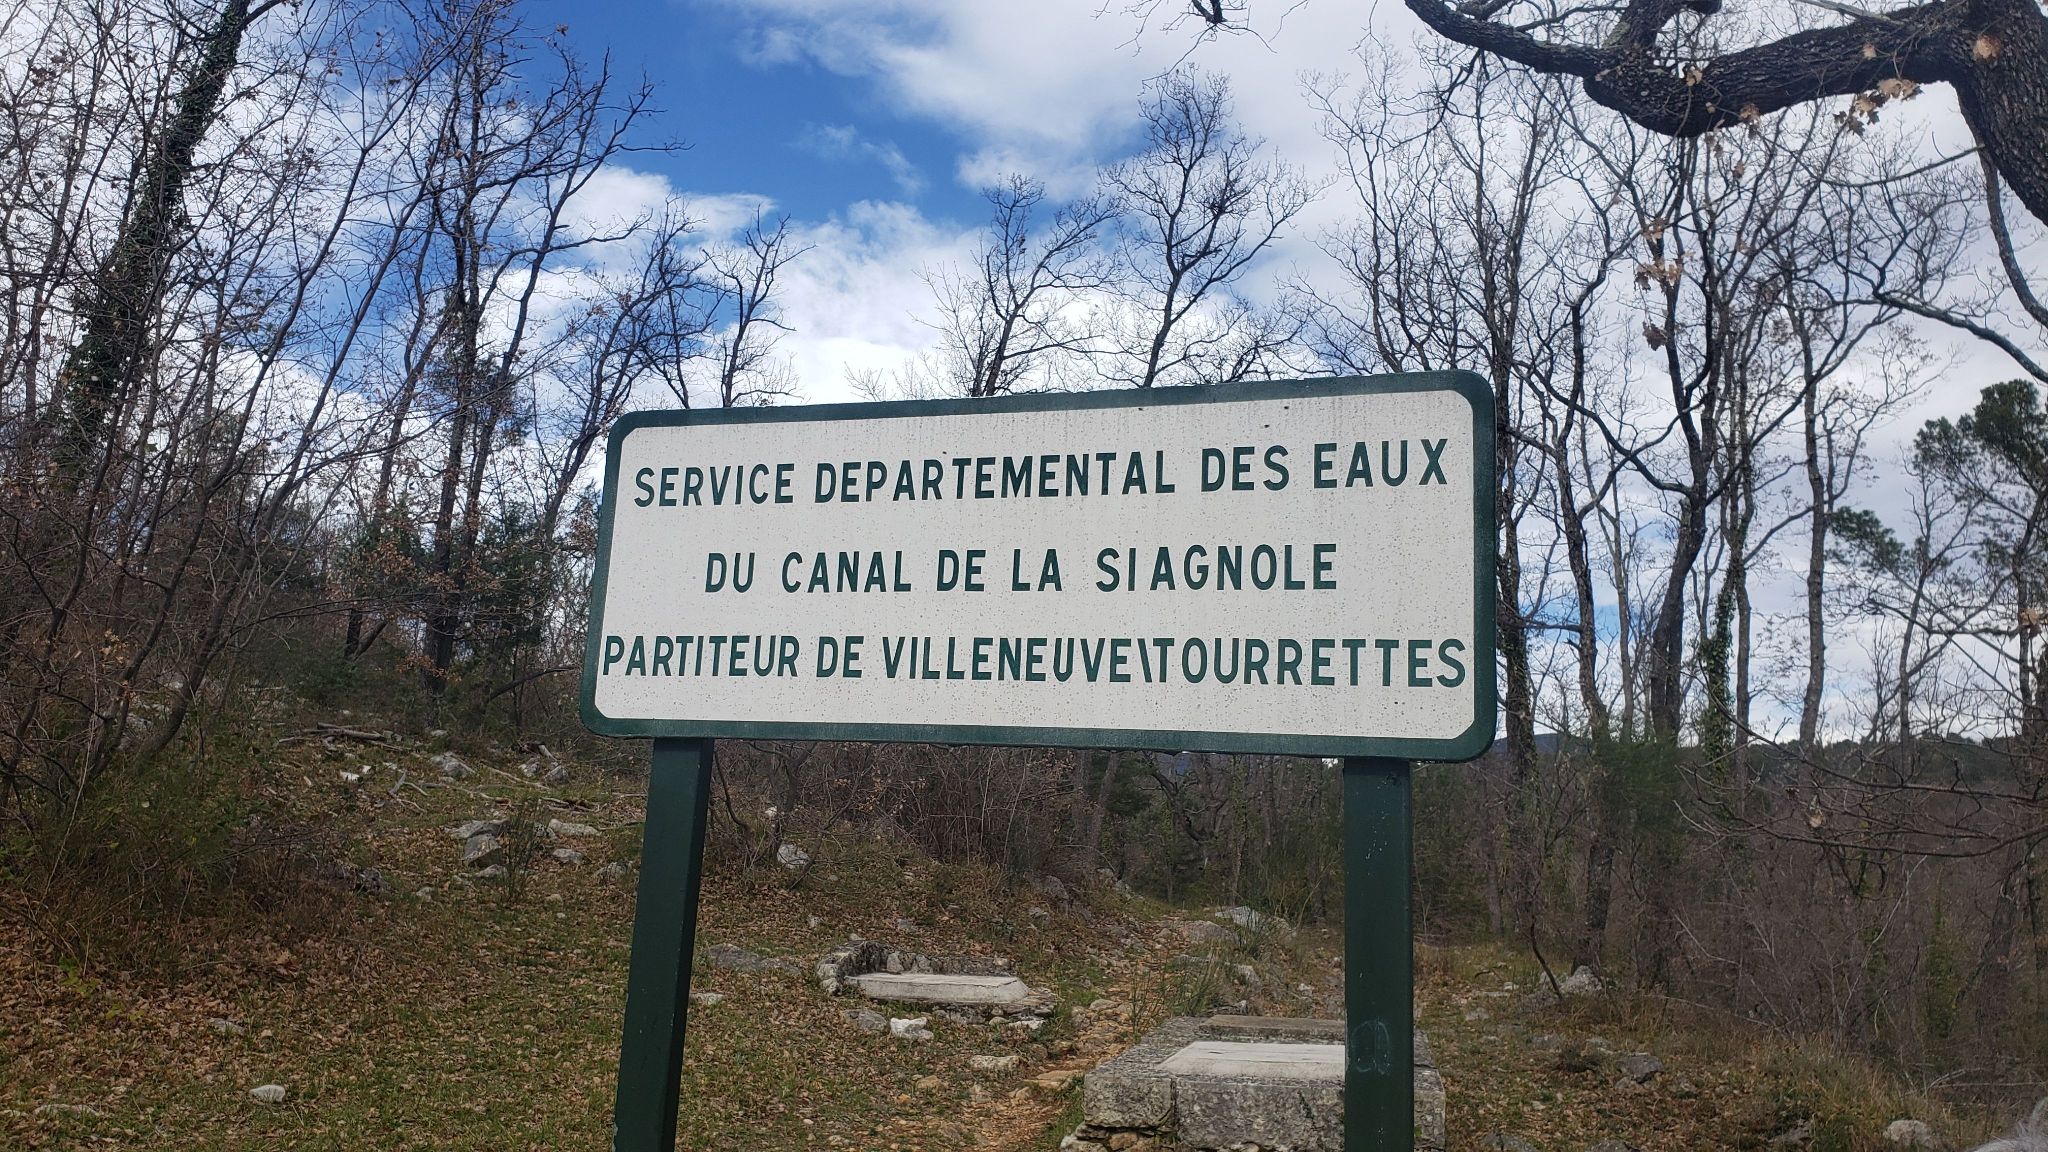 SERVICE DEPARTEMENTAL DES EAUX
DU CANAL DE LA SIAGNOLE
PARTITEUR DE VILLENEUVE\TOURRETTES